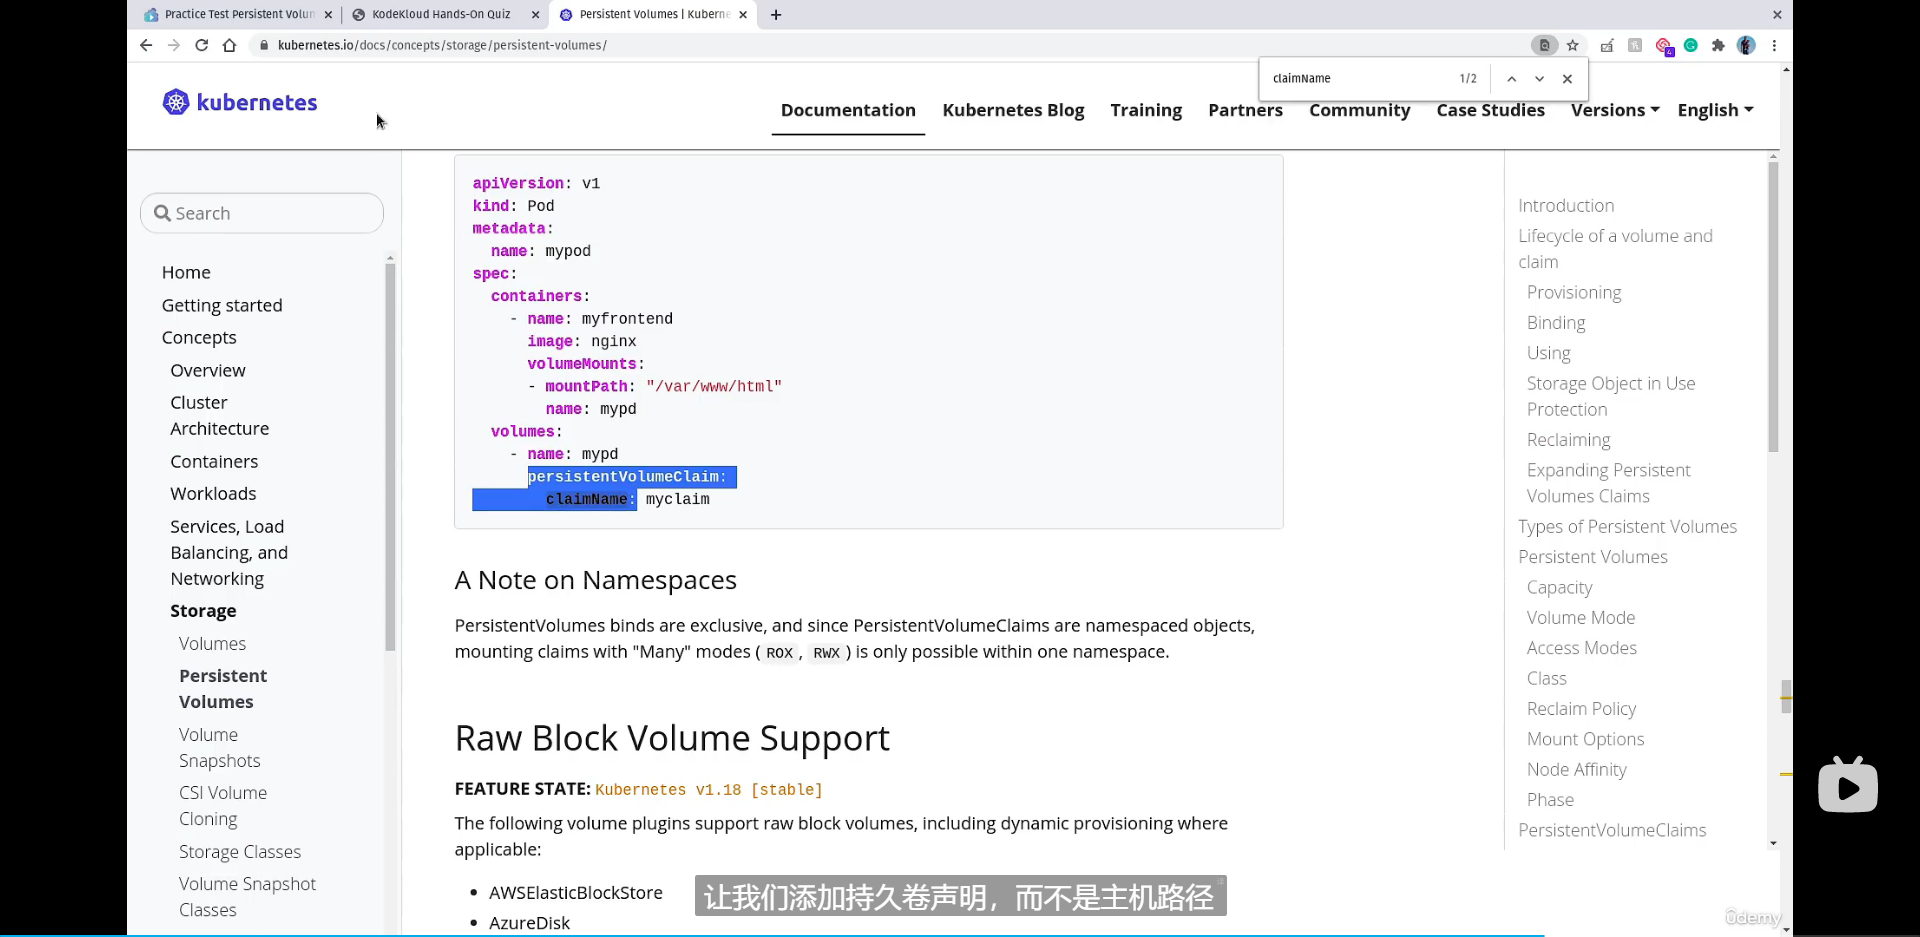 Practice Test Persistent Volum
KodeKloud Hands-On Quiz
Persistent Volumes | Kuberne
kubernetes.io/docs/concepts/storage/persistent-volumes/
claimName 1/2
kubernetes
Documentation
Kubernetes Blog
Training
Partners
Community
Case Studies
Versions
English
Search
Home
Getting started
Concepts
Overview
Cluster
Architecture
Containers
Workloads
Services, Load
Balancing, and
Networking
Storage
Volumes
Persistent
Volumes
Volume
Snapshots
CSI Volume
Cloning
Storage Classes
Volume Snapshot
Classes
apiVersion: v1
kind: Pod
metadata:
  name: mypod
spec:
  containers:
    - name: myfrontend
      image: nginx
      volumeMounts:
      - mountPath: "/var/www/html"
        name: mypd
  volumes:
    - name: mypd
      persistentVolumeClaim:
        claimName: myclaim
A Note on Namespaces
PersistentVolumes binds are exclusive, and since PersistentVolumeClaims are namespaced objects,
mounting claims with "Many" modes ( ROX , RWX ) is only possible within one namespace.
Raw Block Volume Support
FEATURE STATE: Kubernetes v1.18 [stable]
The following volume plugins support raw block volumes, including dynamic provisioning where
applicable:
• AWSElasticBlockStore
• AzureDisk
让我们添加持久卷声明，而不是主机路径
Introduction
Lifecycle of a volume and
claim
Provisioning
Binding
Using
Storage Object in Use
Protection
Reclaiming
Expanding Persistent
Volumes Claims
Types of Persistent Volumes
Persistent Volumes
Capacity
Volume Mode
Access Modes
Class
Reclaim Policy
Mount Options
Node Affinity
Phase
PersistentVolumeClaims
ûdemy